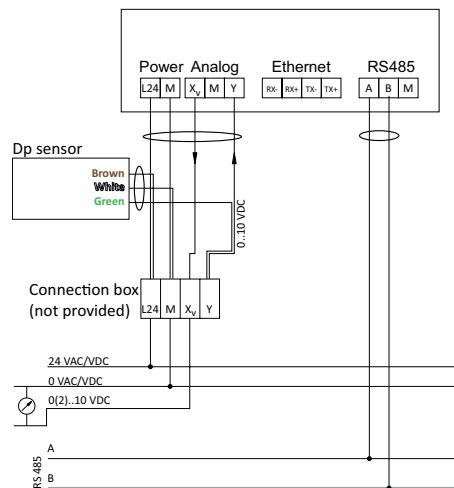 Power Analog Ethernet RS485
L24 M Xv M Y RX- RX+ TX- TX+ A B M
Dp sensor
Brown
White
Green
0..10 VDC
Connection box
(not provided)
L24 M Xv Y
24 VAC/VDC
0 VAC/VDC
0(2)..10 VDC
A
RS 485
B